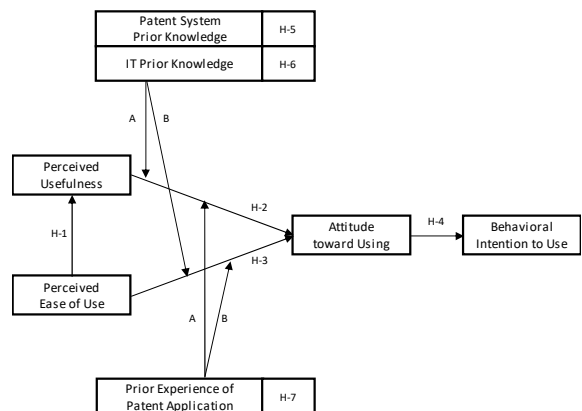 Patent System
Prior Knowledge
H-5
IT Prior Knowledge
H-6
A
B
Perceived
Usefulness
H-2
H-1
Attitude
toward Using
H-4
Behavioral
Intention to Use
H-3
Perceived
Ease of Use
A
B
Prior Experience of
Patent Application
H-7